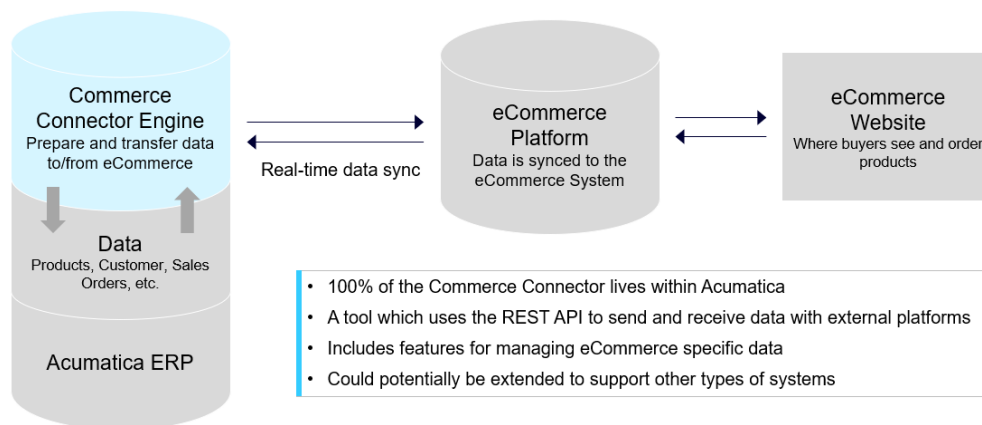 Commerce
Connector Engine
Prepare and transfer data
to/from eCommerce
Data
Products, Customer, Sales
Orders, etc.
Acumatica ERP
Real-time data sync
eCommerce
Platform
Data is synced to the
eCommerce System
eCommerce
Website
Where buyers see and order
products
• 100% of the Commerce Connector lives within Acumatica
• A tool which uses the REST API to send and receive data with external platforms
• Includes features for managing eCommerce specific data
• Could potentially be extended to support other types of systems